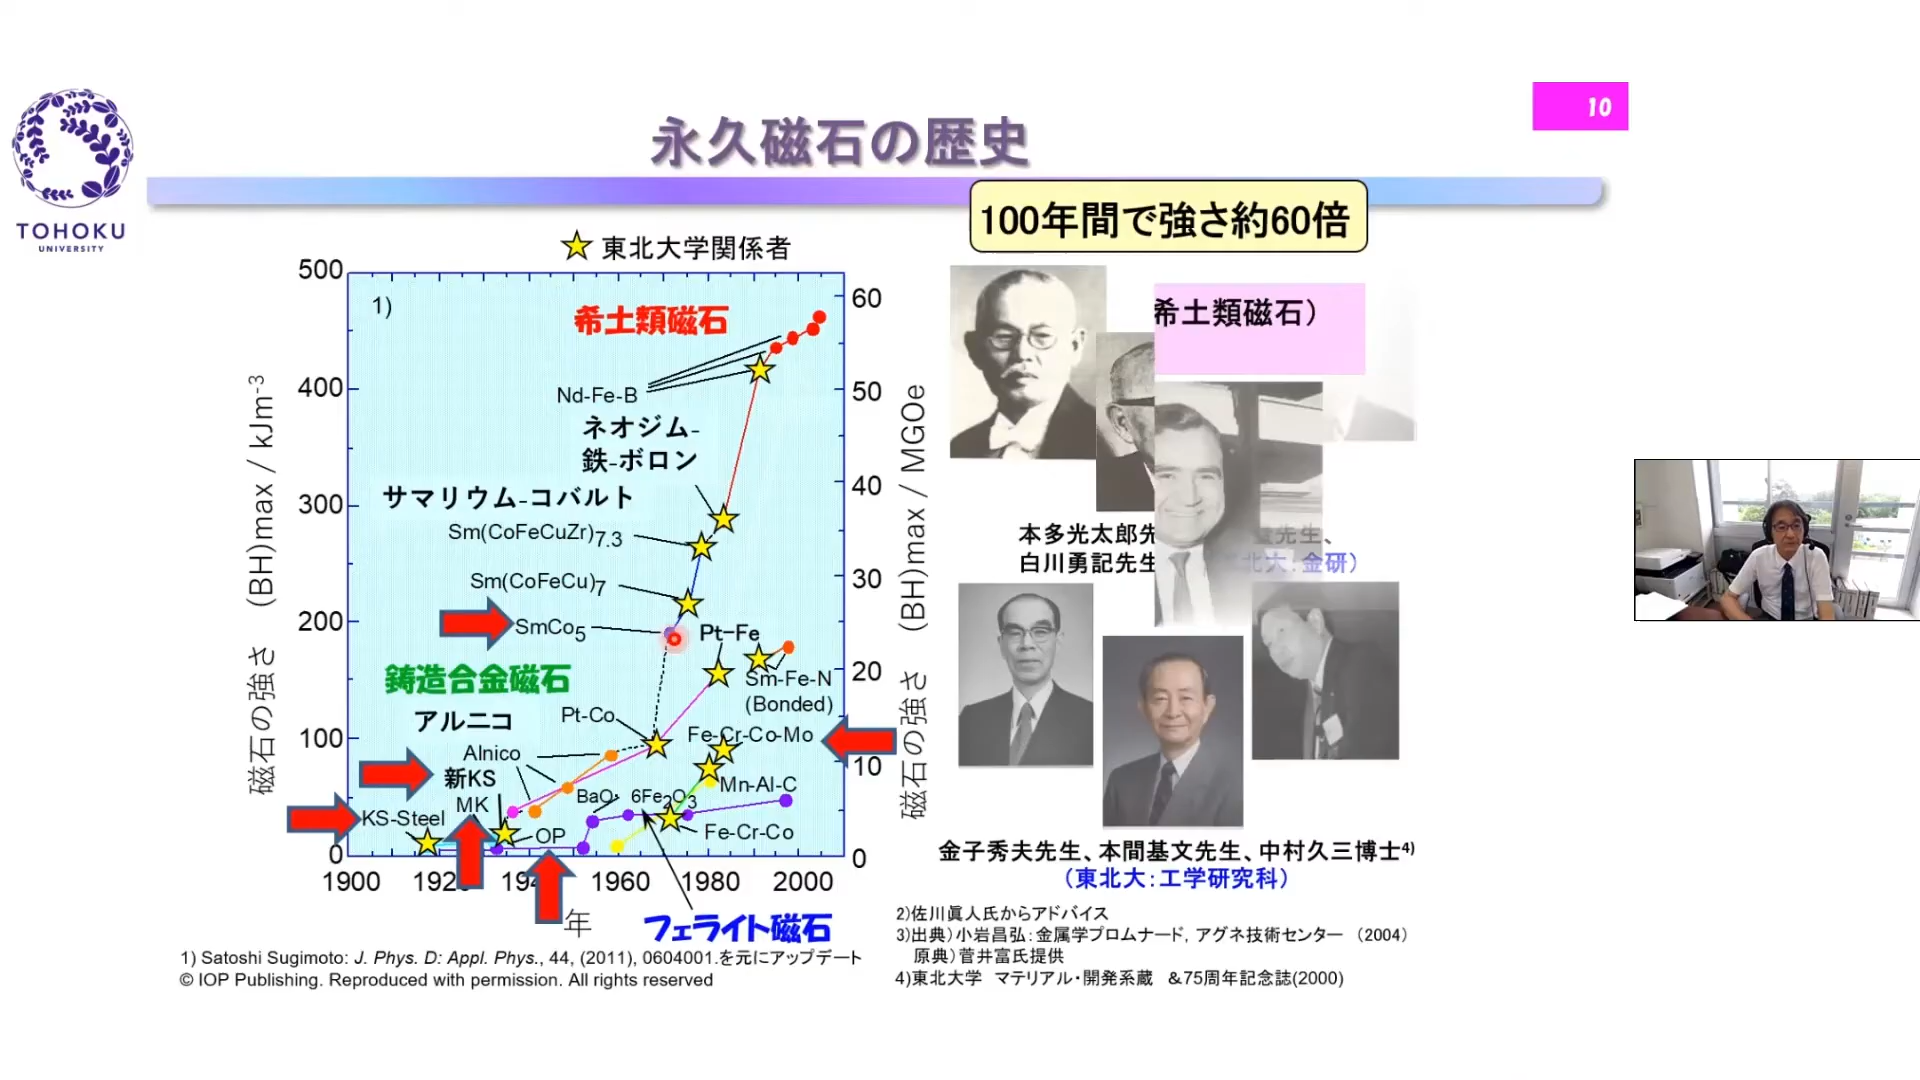 10
永久磁石の歴史
TOHOKU
UNIVERSITY
100年間で強さ約60倍
東北大学関係者
1)
希土類磁石
Nd-Fe-B
ネオジム-
鉄-ボロン
サマリウム-コバルト
Sm(CoFeCuZr)7.3
Sm(CoFeCu)7
SmCo5
Pt-Fe
鋳造合金磁石
Sm-Fe-N
(Bonded)
アルニコ
Pt-Co
Fe-Cr-Co-Mo
Alnico
新KS
Mn-Al-C
MK
BaO· 6Fe2O3
KS-Steel
OP
Fe-Cr-Co
フェライト磁石
500
400
300
200
100
0
60
50
40
30
20
10
0
1900
1960
1980
2000
年
磁石の強さ (BH)max / kJm-3
磁石の強さ (BH)max / MGOe
希土類磁石）
本多光太郎先
先生、
白川勇記先生
北大：金研）
金子秀夫先生、本間基文先生、中村久三博士4)
（東北大：工学研究科）
1) Satoshi Sugimoto: J. Phys. D: Appl. Phys., 44, (2011), 0604001.を元にアップデート
© IOP Publishing. Reproduced with permission. All rights reserved
2)佐川眞人氏からアドバイス
3)出典）小岩昌弘：金属学プロムナード, アグネ技術センター （2004）
原典）菅井富氏提供
4)東北大学 マテリアル・開発系蔵 ＆75周年記念誌(2000)